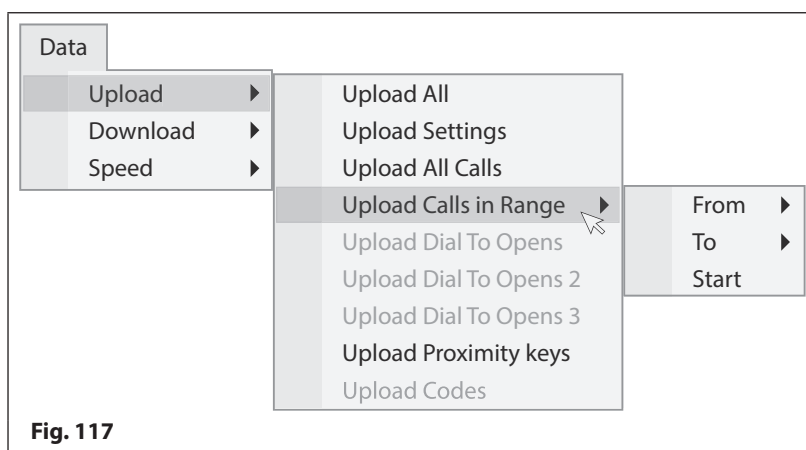 Data
Upload
Download
Speed
Upload All
Upload Settings
Upload All Calls
Upload Calls in Range
Upload Dial To Opens
Upload Dial To Opens 2
Upload Dial To Opens 3
Upload Proximity keys
Upload Codes
From
To
Start
Fig. 117